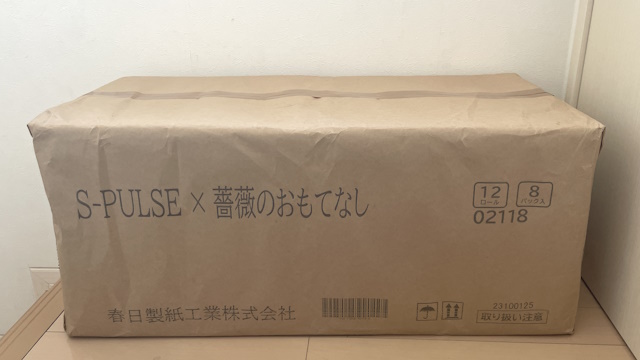 S-PULSE×薔薇のおもてなし
12
ロール
8
パック入
02118
春日製紙工業株式会社
23100125
取り扱い注意